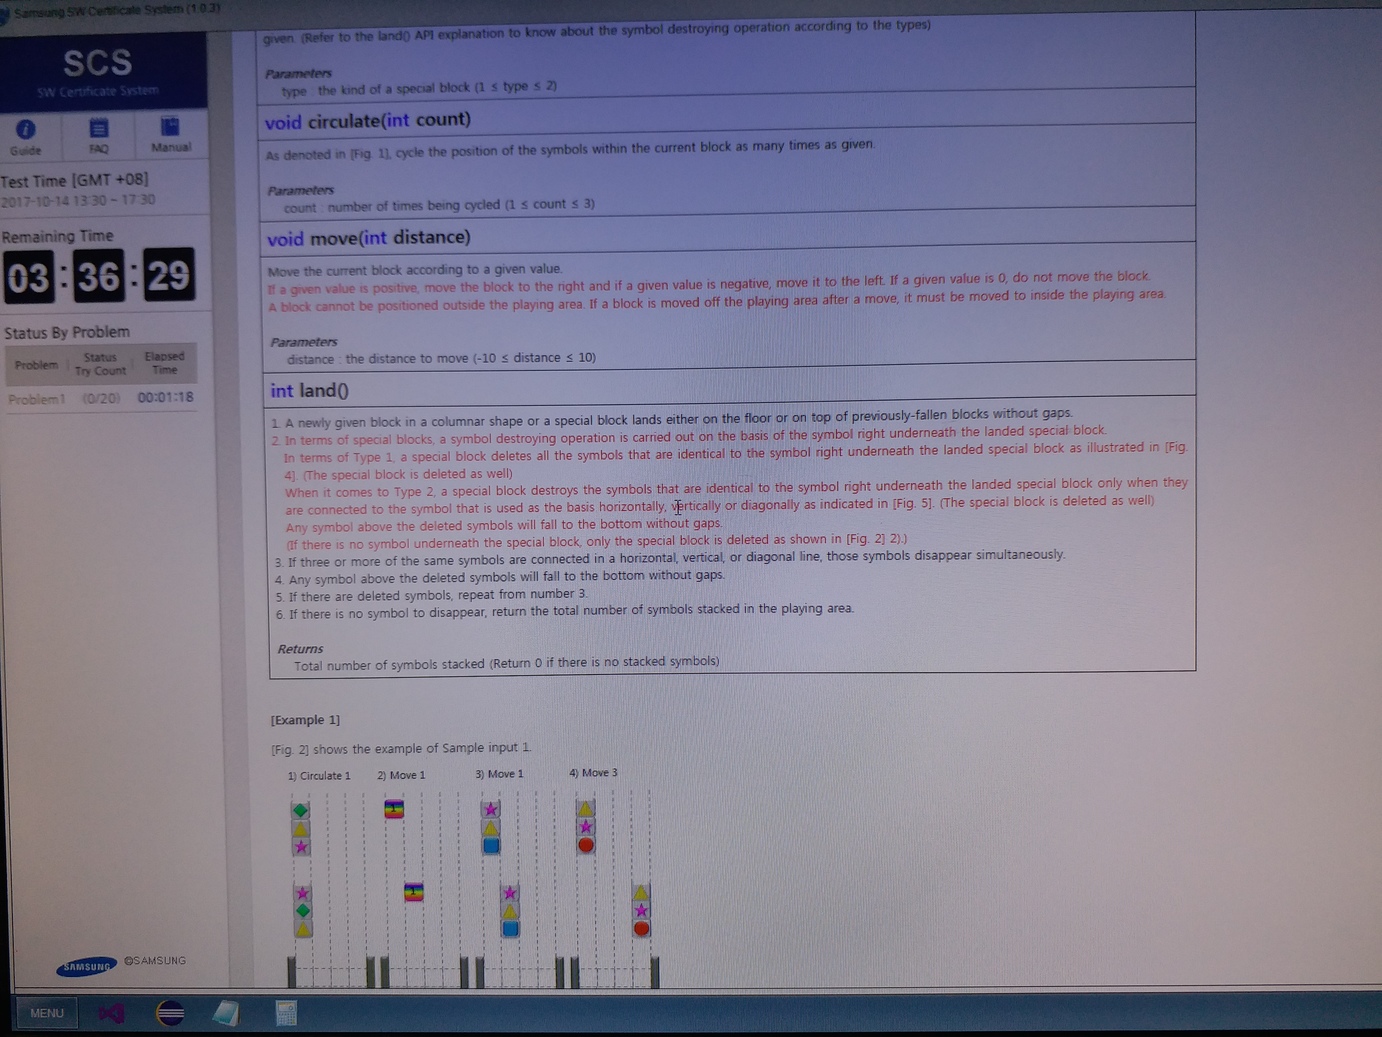 Samsung SW Certificate System (1.0.3)
SCS
SW Certificate System
Guide
FAQ
Manual
Test Time [GMT +08]
2017-10-14 13:30 ~ 17:30
Remaining Time
03 : 36 : 29
Status By Problem
Problem Status Try Count Elapsed Time
Problem1 (0/20) 00:01:18
©SAMSUNG
SAMSUNG
given. (Refer to the land() API explanation to know about the symbol destroying operation according to the types)
Parameters
type : the kind of a special block (1 ≤ type ≤ 2)
void circulate(int count)
As denoted in [Fig. 1], cycle the position of the symbols within the current block as many times as given.
Parameters
count : number of times being cycled (1 ≤ count ≤ 3)
void move(int distance)
Move the current block according to a given value.
If a given value is positive, move the block to the right and if a given value is negative, move it to the left. If a given value is 0, do not move the block.
A block cannot be positioned outside the playing area. If a block is moved off the playing area after a move, it must be moved to inside the playing area.
Parameters
distance : the distance to move (-10 ≤ distance ≤ 10)
int land()
1. A newly given block in a columnar shape or a special block lands either on the floor or on top of previously-fallen blocks without gaps.
2. In terms of special blocks, a symbol destroying operation is carried out on the basis of the symbol right underneath the landed special block.
In terms of Type 1, a special block deletes all the symbols that are identical to the symbol right underneath the landed special block as illustrated in [Fig.
4]. (The special block is deleted as well)
When it comes to Type 2, a special block destroys the symbols that are identical to the symbol right underneath the landed special block only when they
are connected to the symbol that is used as the basis horizontally, vertically or diagonally as indicated in [Fig. 5]. (The special block is deleted as well)
Any symbol above the deleted symbols will fall to the bottom without gaps.
(If there is no symbol underneath the special block, only the special block is deleted as shown in [Fig. 2] 2).)
3. If three or more of the same symbols are connected in a horizontal, vertical, or diagonal line, those symbols disappear simultaneously.
4. Any symbol above the deleted symbols will fall to the bottom without gaps.
5. If there are deleted symbols, repeat from number 3.
6. If there is no symbol to disappear, return the total number of symbols stacked in the playing area.
Returns
Total number of symbols stacked (Return 0 if there is no stacked symbols)
[Example 1]
[Fig. 2] shows the example of Sample input 1.
1) Circulate 1 2) Move 1 3) Move 1 4) Move 3
1
1
MENU